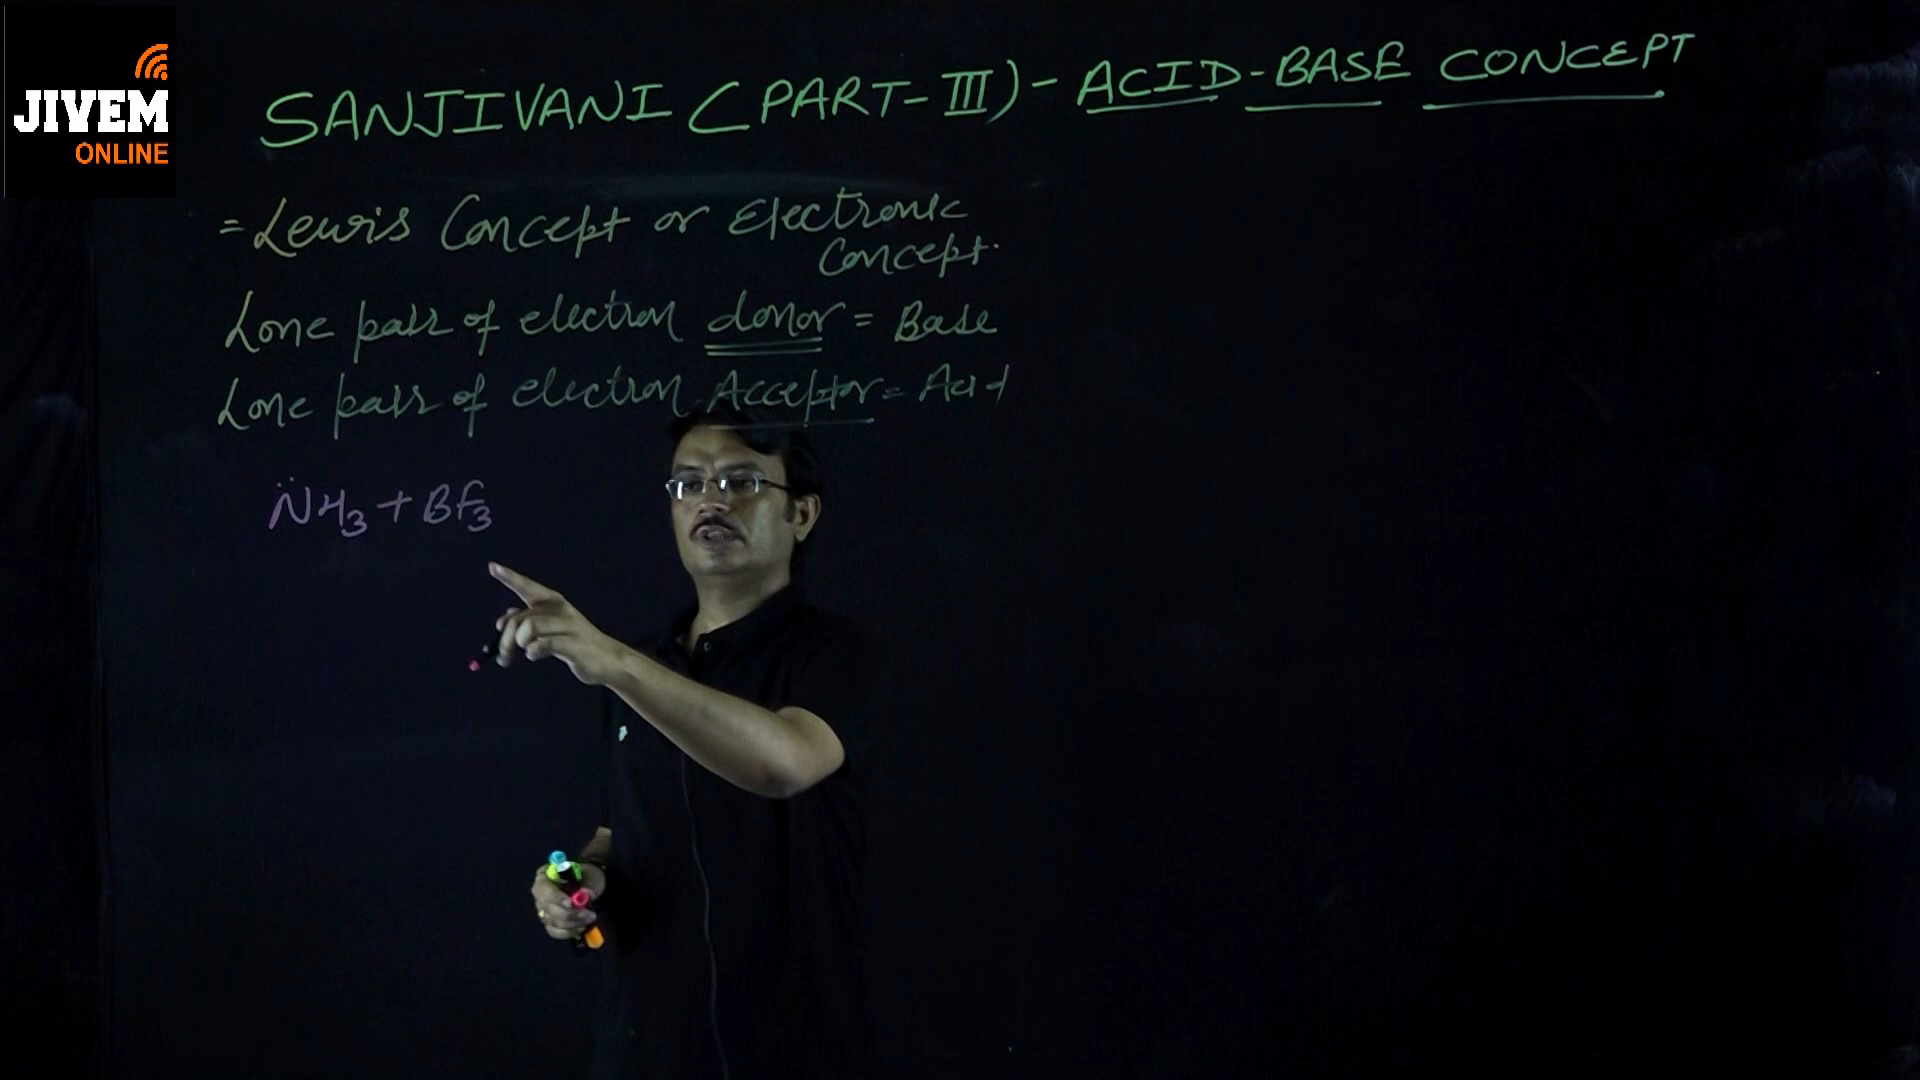 JIVEM
ONLINE
SANJIVANI (PART-III) - ACID-BASE CONCEPT
= Lewis Concept or Electronic
Concept.
Lone pair of electron donor = Base
Lone pair of electron Acceptor = Acid
N̈H₃ + BF₃